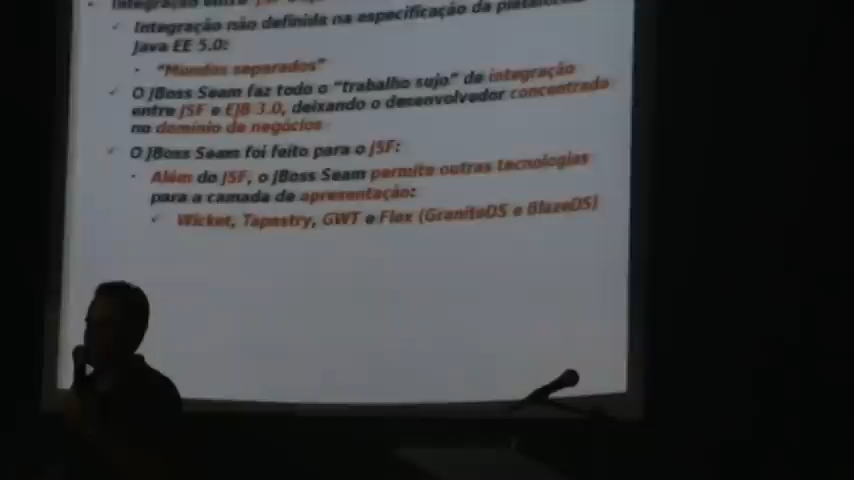 Integração entre
Integração não definida na especificação da plataforma
Java EE 5.0:
"Mundos separados"
O JBoss Seam faz todo o "trabalho sujo" de integração
entre JSF e EJB 3.0, deixando o desenvolvedor concentrado
no domínio de negócios
O JBoss Seam foi feito para o JSF:
Além do JSF, o JBoss Seam permite outras tecnologias
para a camada de apresentação:
Wicket, Tapestry, GWT e Flex (GraniteDS e BlazeDS)